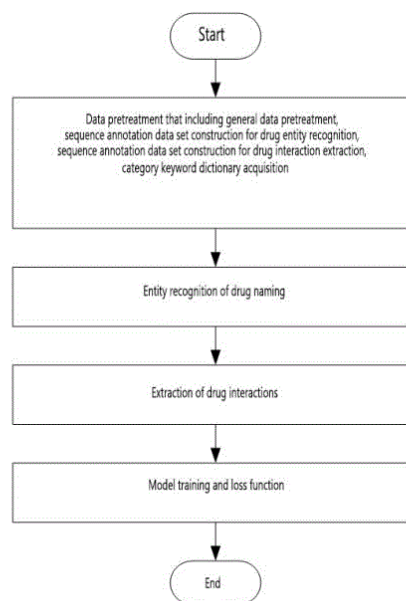 Start
Data pretreatment that including general data pretreatment,
sequence annotation data set construction for drug entity recognition,
sequence annotation data set construction for drug interaction extraction,
category keyword dictionary acquisition
Entity recognition of drug naming
Extraction of drug interactions
Model training and loss function
End